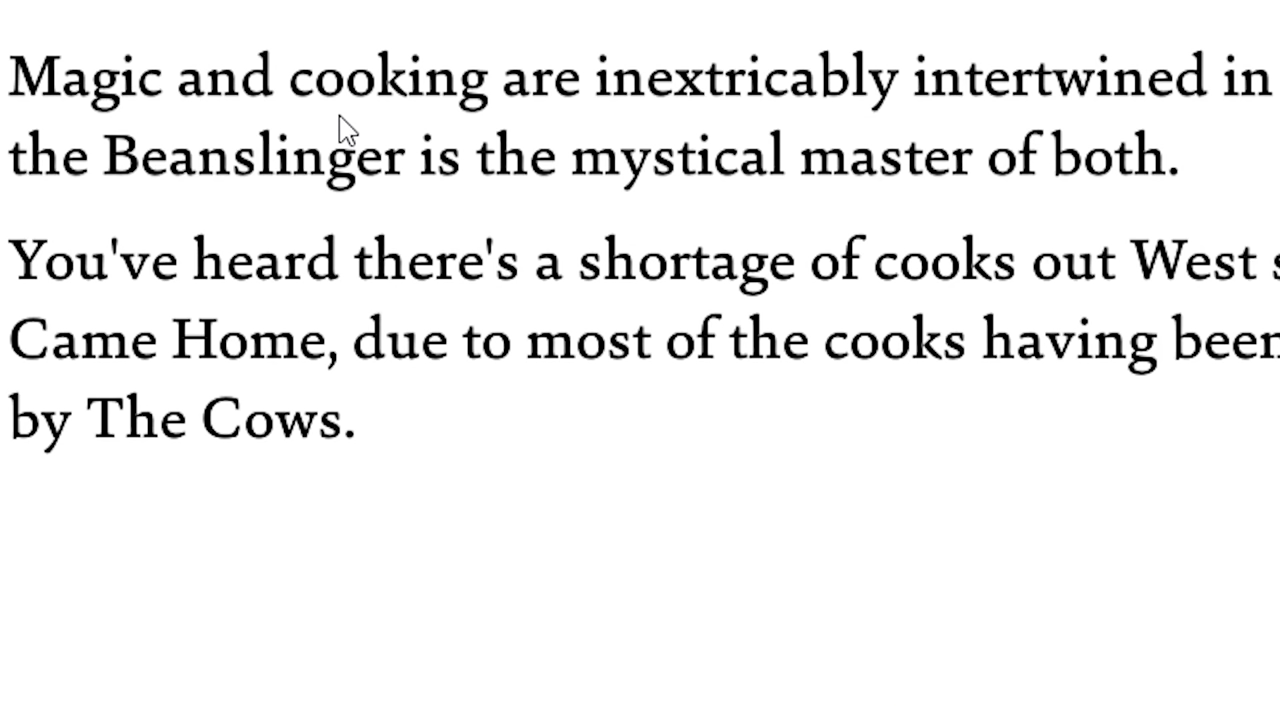 Magic and cooking are inextricably intertwined in
the Beanslinger is the mystical master of both.
You've heard there's a shortage of cooks out West
Came Home, due to most of the cooks having been
by The Cows.